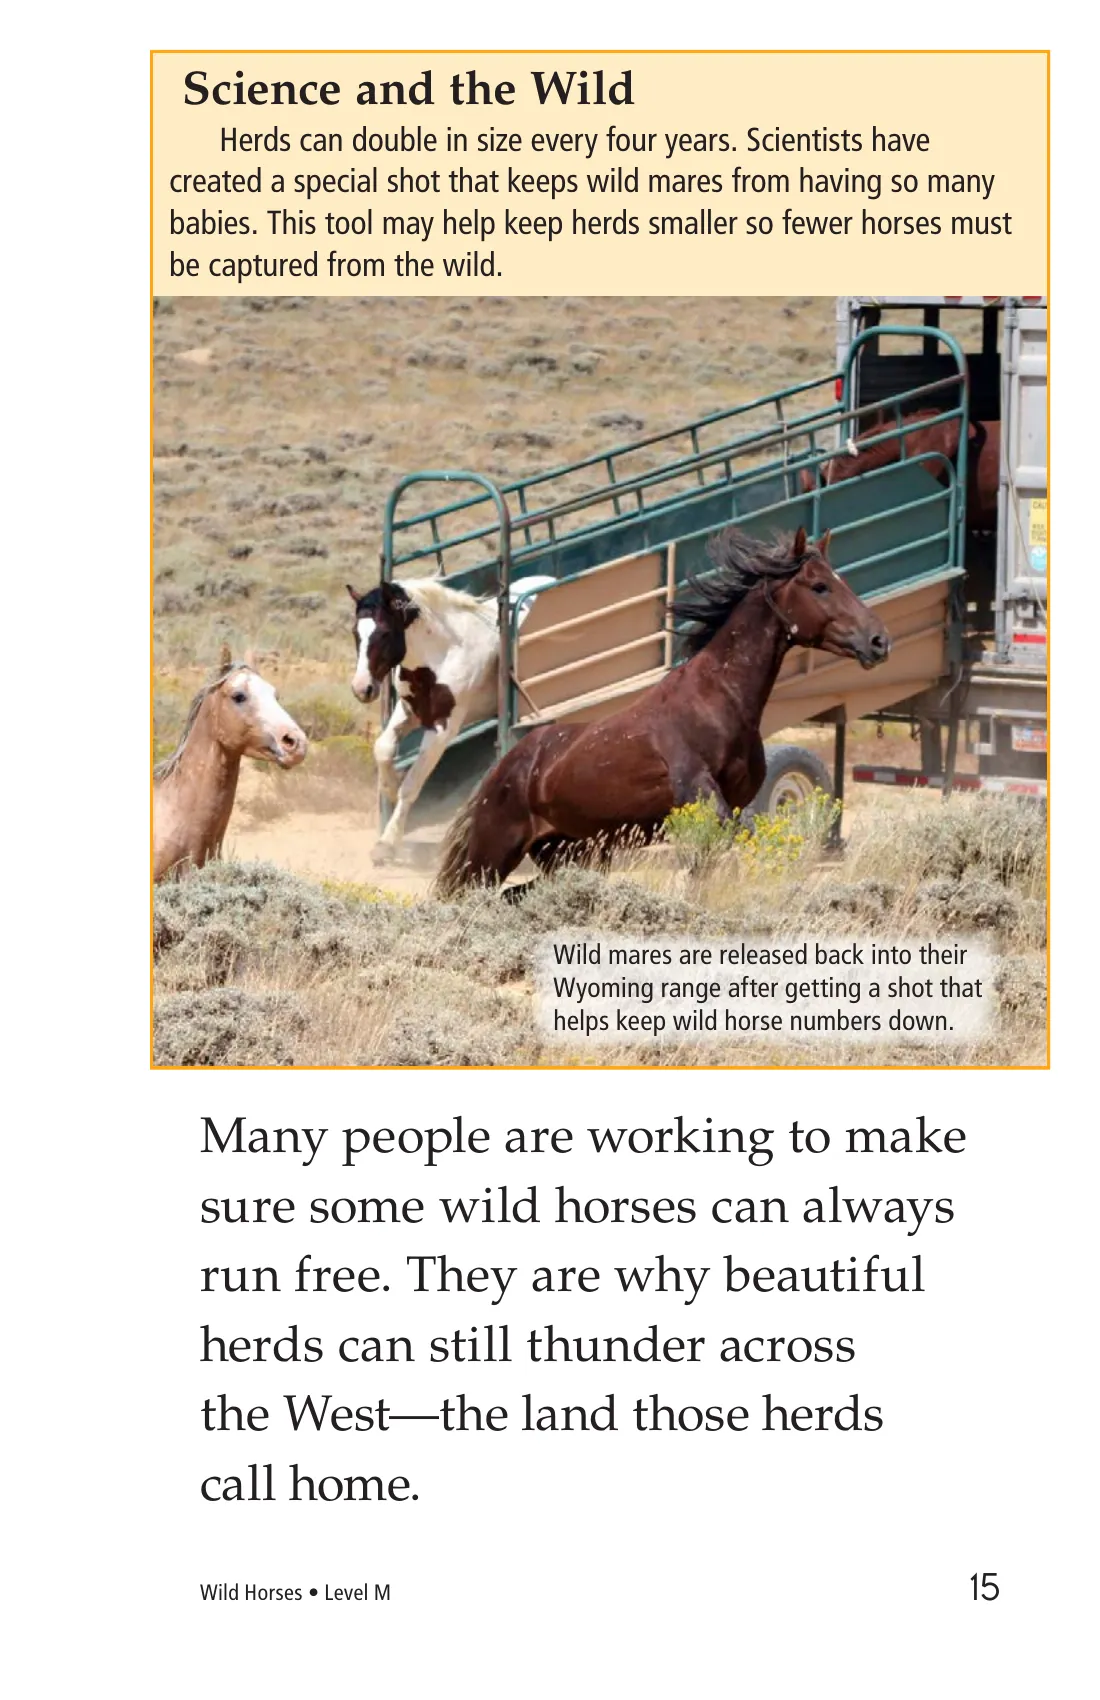 Science and the Wild
Herds can double in size every four years. Scientists have
created a special shot that keeps wild mares from having so many
babies. This tool may help keep herds smaller so fewer horses must
be captured from the wild.
Wild mares are released back into their
Wyoming range after getting a shot that
helps keep wild horse numbers down.
Many people are working to make
sure some wild horses can always
run free. They are why beautiful
herds can still thunder across
the West—the land those herds
call home.
Wild Horses • Level M
15